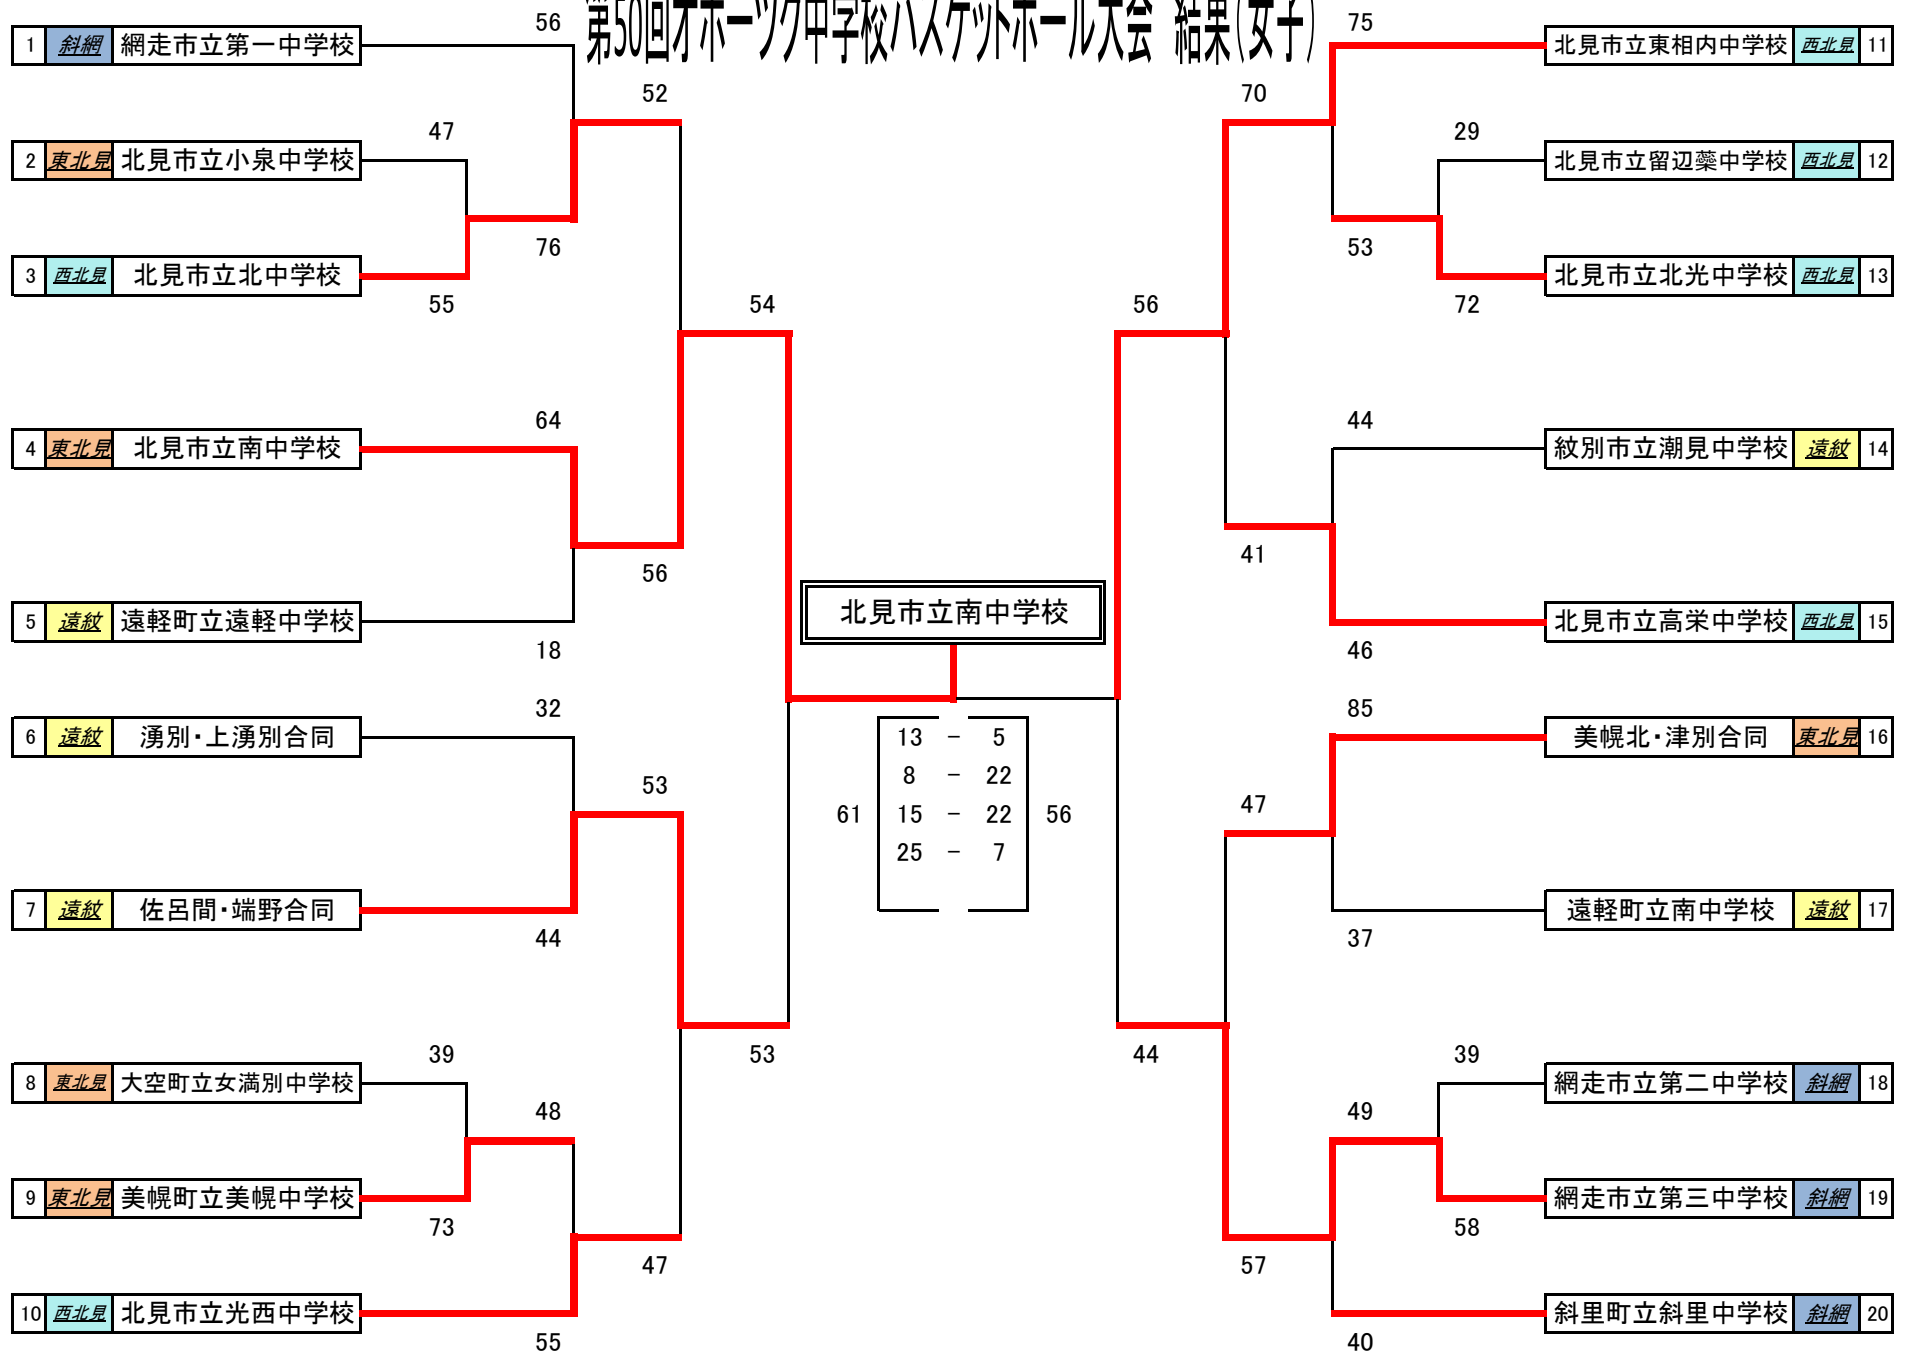 第50回オホーツク中学校バスケットボール大会 結果(女子)
1 斜網 網走市立第一中学校
56
2 東北見 北見市立小泉中学校
47
3 西北見 北見市立北中学校
55
76
52
4 東北見 北見市立南中学校
64
5 遠紋 遠軽町立遠軽中学校
18
56
54
6 遠紋 湧別・上湧別合同
32
7 遠紋 佐呂間・端野合同
44
53
8 東北見 大空町立女満別中学校
39
9 東北見 美幌町立美幌中学校
73
48
10 西北見 北見市立光西中学校
55
47
53
北見市立南中学校
61
13 - 5
8 - 22
15 - 22
25 - 7
56
75
北見市立東相内中学校 西北見 11
29
北見市立留辺蘂中学校 西北見 12
72
北見市立北光中学校 西北見 13
53
70
44
紋別市立潮見中学校 遠紋 14
46
北見市立高栄中学校 西北見 15
41
56
85
美幌北・津別合同 東北見 16
37
遠軽町立南中学校 遠紋 17
47
39
網走市立第二中学校 斜網 18
58
網走市立第三中学校 斜網 19
49
40
斜里町立斜里中学校 斜網 20
57
44